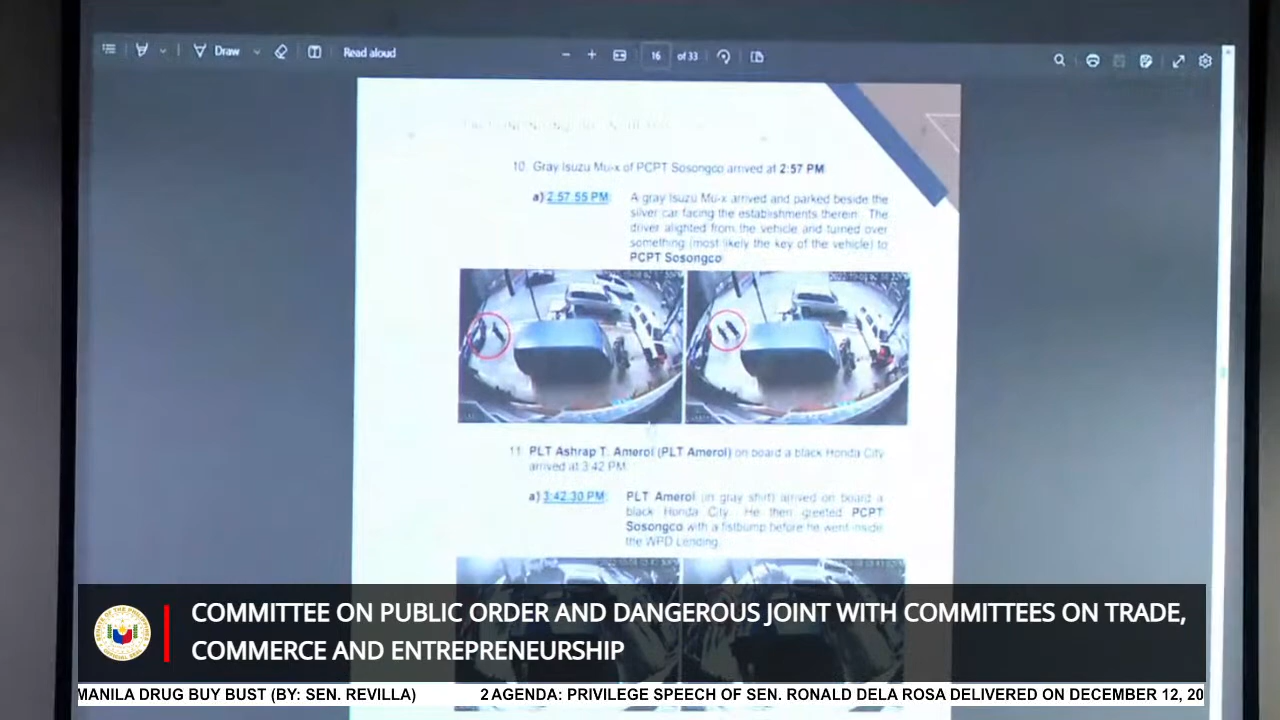 Draw
Read aloud
16 of 33
10. Gray Isuzu Mu-x of PCPT Sosongco arrived at 2:57 PM
a) 2:57:55 PM: A gray Isuzu Mu-x arrived and parked beside the
silver car facing the establishments therein. The
driver alighted from the vehicle and turned over
something (most likely the key of the vehicle) to
PCPT Sosongco
11. PLT Ashrap T. Amerol (PLT Amerol) on board a black Honda City
arrived at 3:42 PM.
a) 3:42:30 PM: PLT Amerol (in gray shirt) arrived on board a
black Honda City. He then greeted PCPT
Sosongco with a fistbump before he went inside
the WPD Lending.
COMMITTEE ON PUBLIC ORDER AND DANGEROUS JOINT WITH COMMITTEES ON TRADE,
COMMERCE AND ENTREPRENEURSHIP
MANILA DRUG BUY BUST (BY: SEN. REVILLA) 2 AGENDA: PRIVILEGE SPEECH OF SEN. RONALD DELA ROSA DELIVERED ON DECEMBER 12, 20